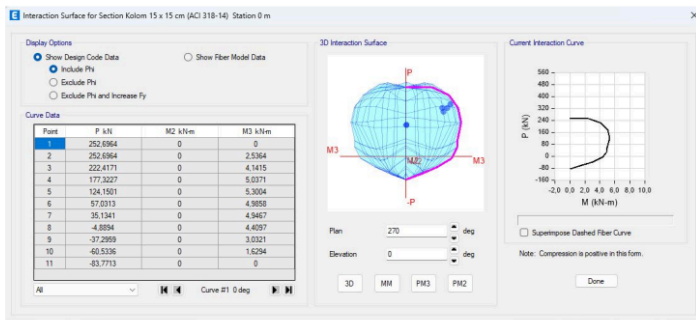 Interaction Surface for Section Kolom 15 x 15 cm (ACI 318-14) Station 0 m
Display Options
Show Design Code Data
Show Fiber Model Data
Include Phi
Exclude Phi
Exclude Phi and Increase Fy
Curve Data
Point P kN M2 kN-m M3 kN-m
1 252,6964 0 0
2 252,6964 0 2,5364
3 222,4171 0 4,1415
4 177,3227 0 5,0371
5 124,1501 0 5,3004
6 57,0313 0 4,9858
7 35,1341 0 4,9467
8 -4,8894 0 4,4097
9 -37,2959 0 3,0321
10 -60,5336 0 1,6294
11 -83,7713 0 0
All
Curve #1 0 deg
3D Interaction Surface
P
M3
M3
-P
Plan 270 deg
Elevation 0 deg
3D MM PM3 PM2
Current Interaction Curve
P (kN)
560
480
400
320
240
160
80
0
-80
-160
-2,0 0,0 2,0 4,0 6,0 8,0 10,0
M (kN-m)
Superimpose Dashed Fiber Curve
Note: Compression is positive in this form.
Done